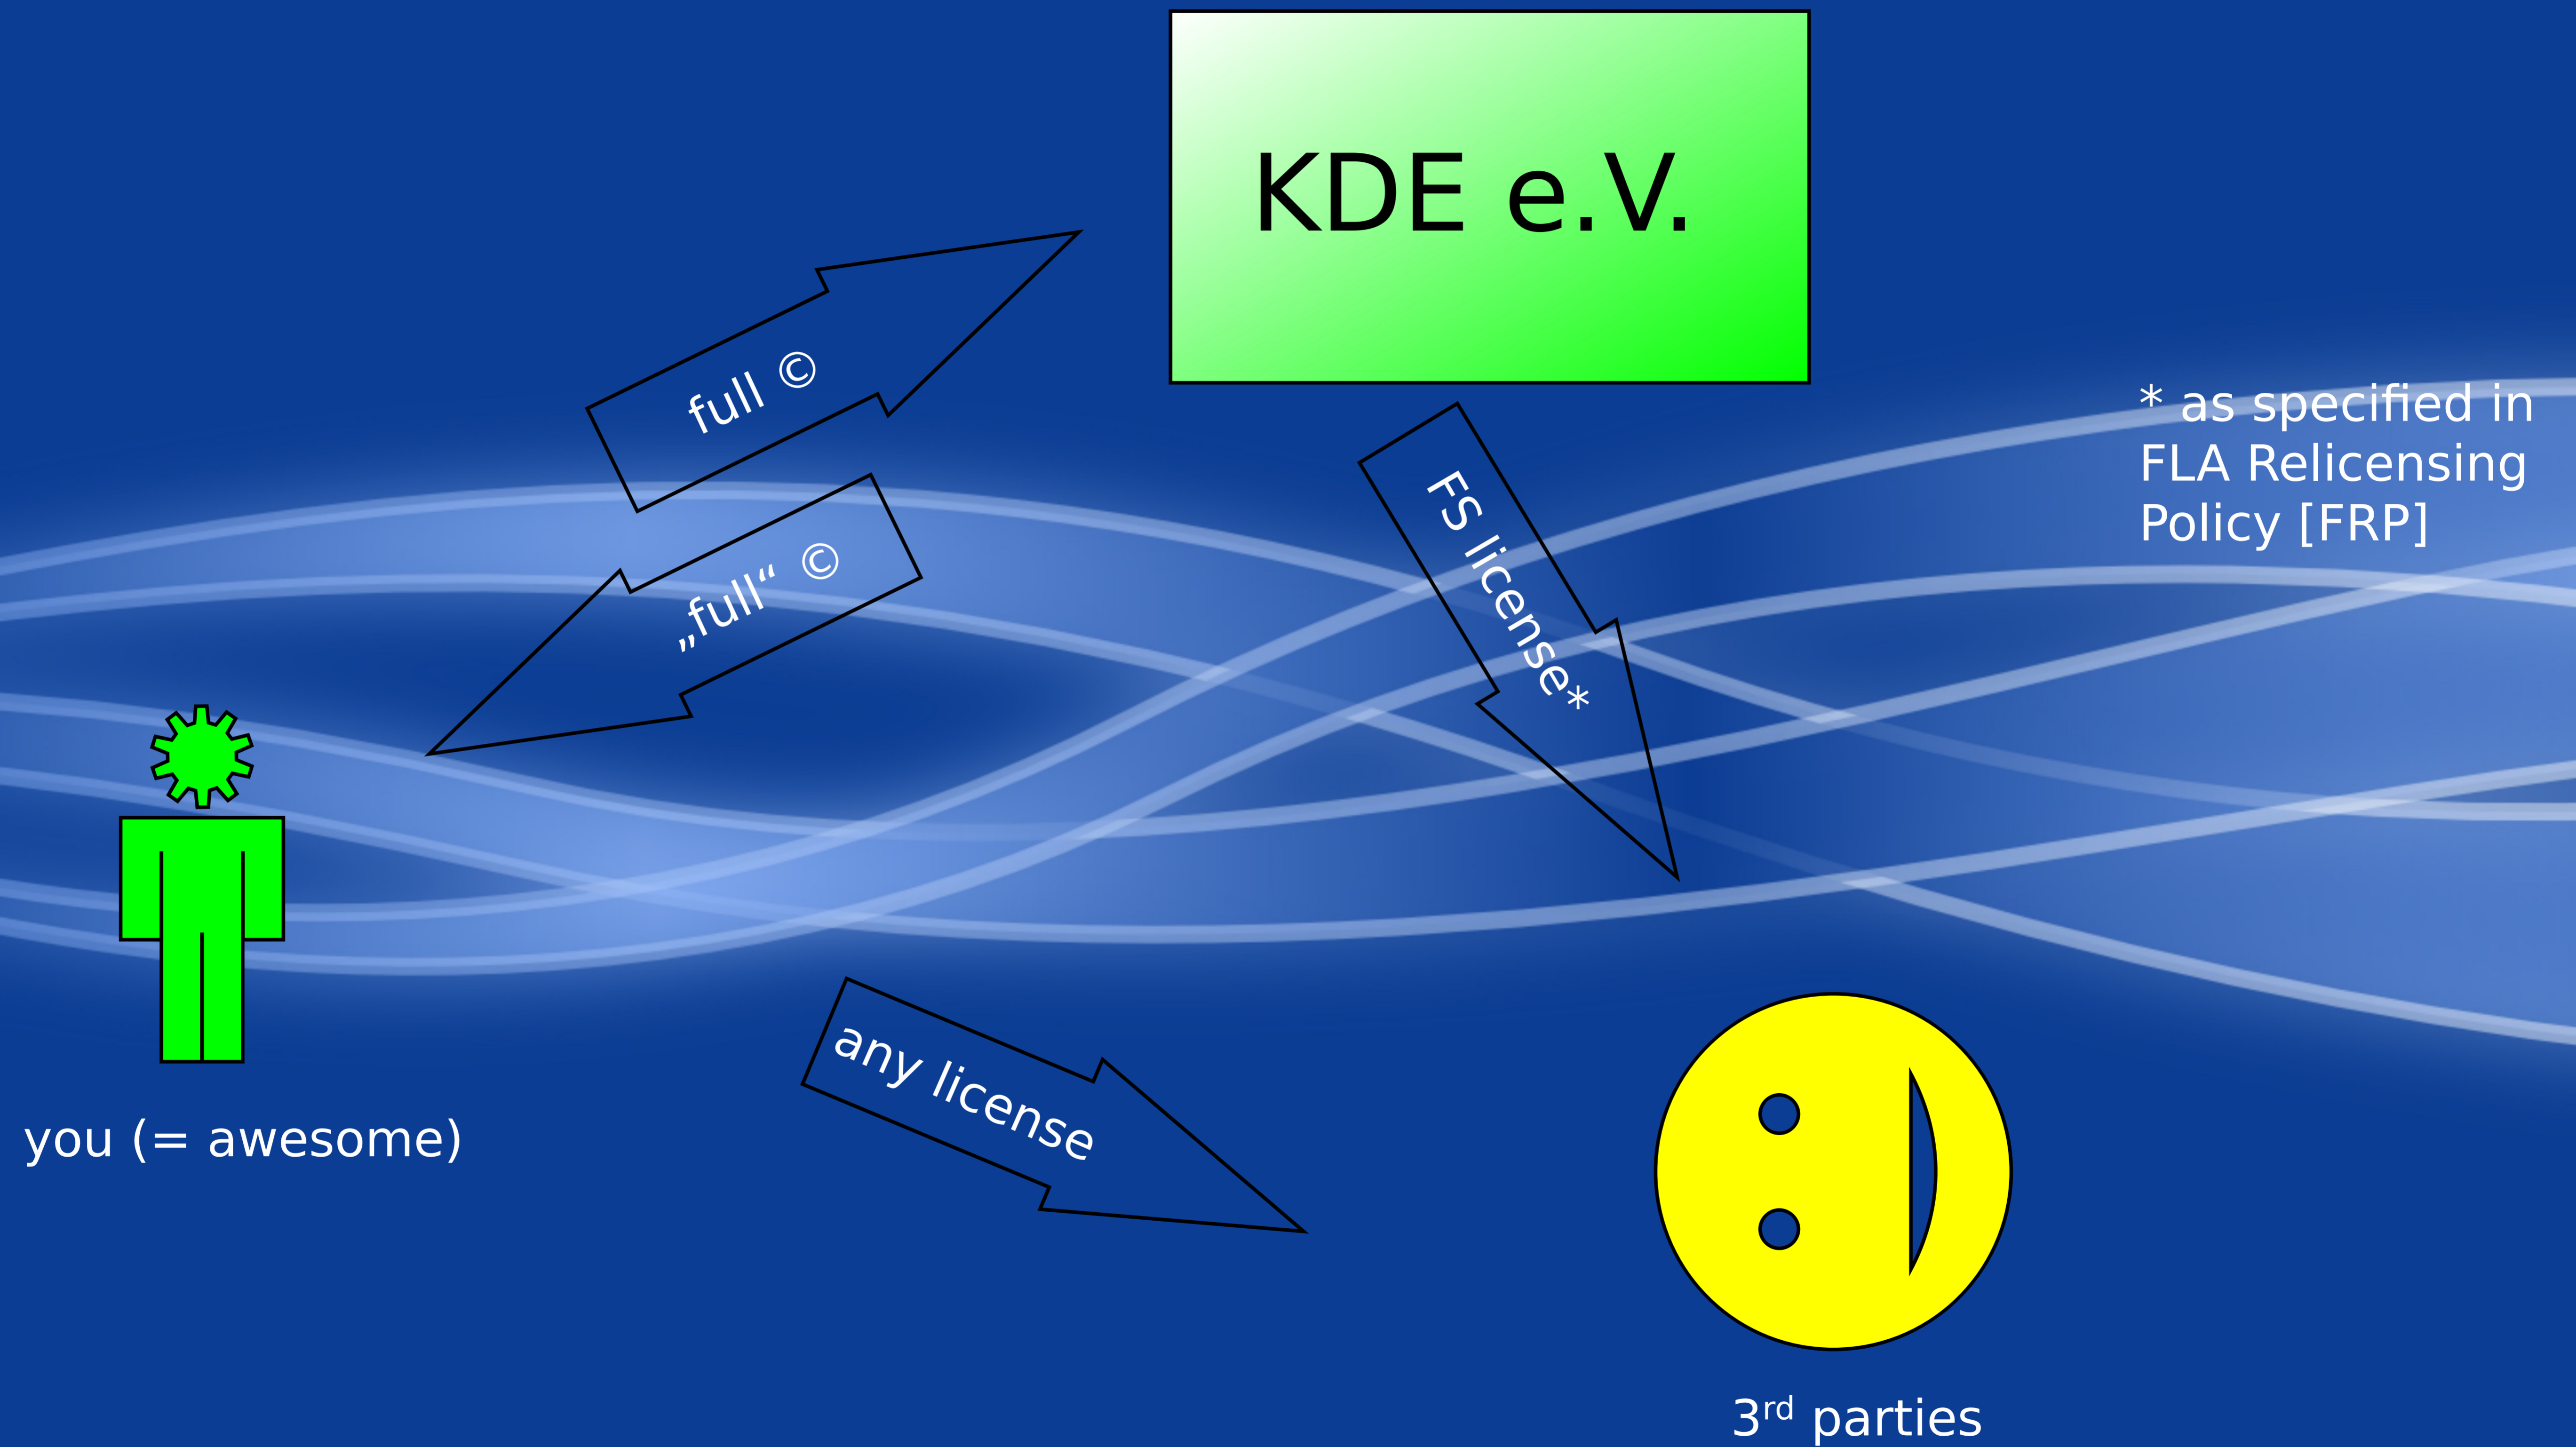 KDE e.V.
full ©
„full“ ©
FS license*
* as specified in
FLA Relicensing
Policy [FRP]
any license
you (= awesome)
3rd parties